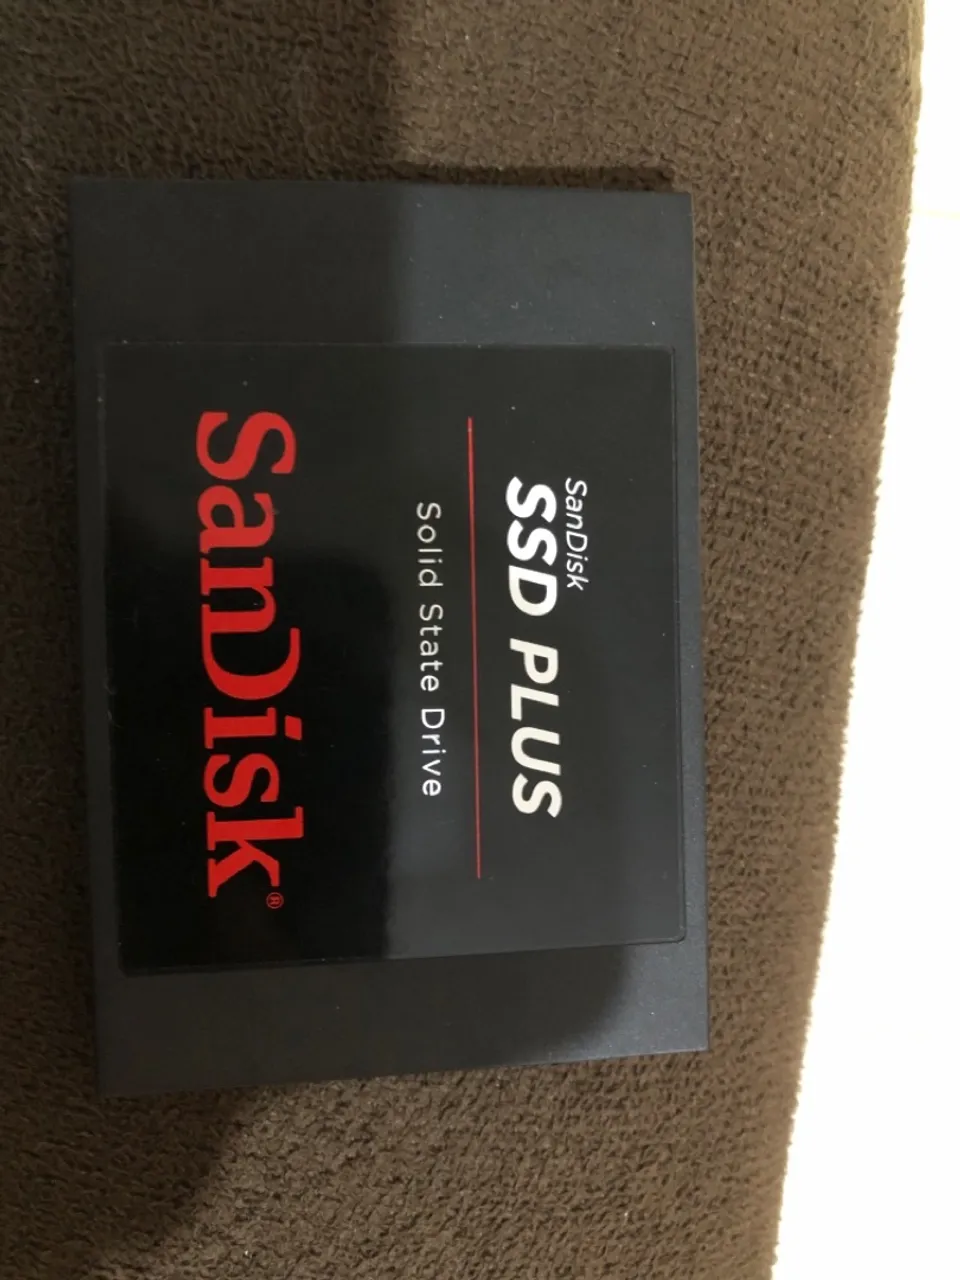 SanDisk
SSD PLUS
Solid State Drive
SanDisk®